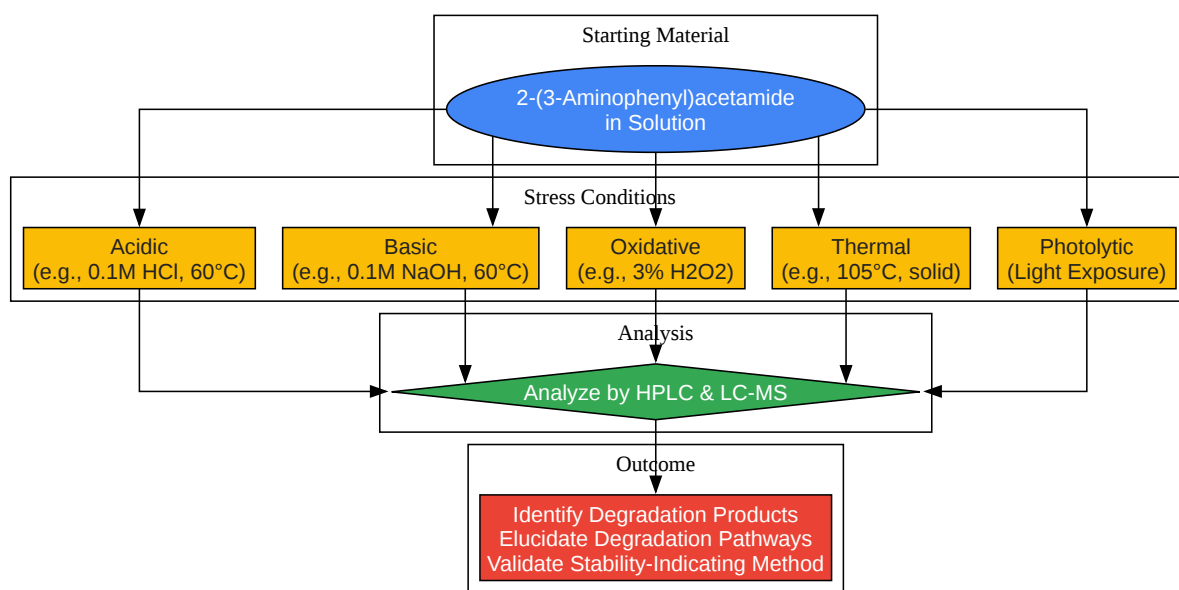 Starting Material
2-(3-Aminophenyl)acetamide
in Solution
Stress Conditions
Acidic
(e.g., 0.1M HCl, 60°C)
Basic
(e.g., 0.1M NaOH, 60°C)
Oxidative
(e.g., 3% H2O2)
Thermal
(e.g., 105°C, solid)
Photolytic
(Light Exposure)
Analysis
Analyze by HPLC & LC-MS
Outcome
Identify Degradation Products
Elucidate Degradation Pathways
Validate Stability-Indicating Method